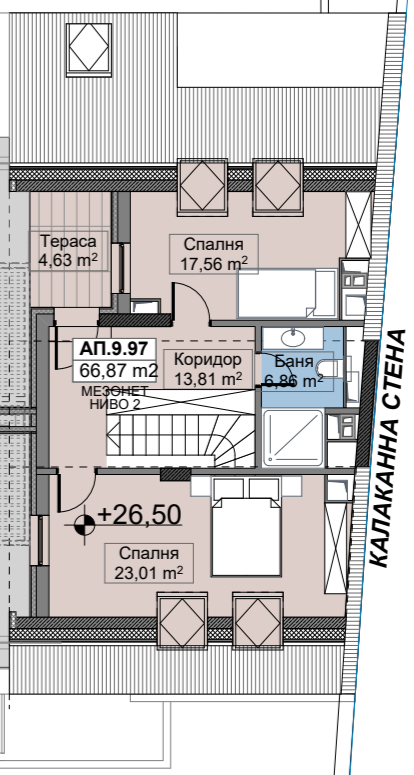 Тераса
4,63 m²
Спалня
17,56 m²
АП.9.97
66,87 m2
МЕЗОНЕТ
НИВО 2
Коридор
13,81 m²
Баня
6,86 m²
КАЛАКАННА СТЕНА
+26,50
Спалня
23,01 m²